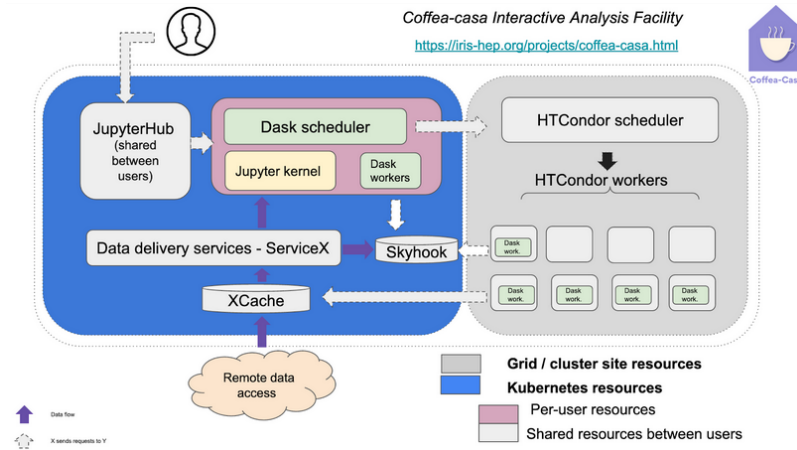 Coffea-casa Interactive Analysis Facility
https://iris-hep.org/projects/coffea-casa.html
Coffea-Cas
JupyterHub
(shared
between
users)
Dask scheduler
Jupyter kernel
Dask
workers
HTCondor scheduler
HTCondor workers
Data delivery services - ServiceX
Skyhook
XCache
Dask
work.
Dask
work.
Dask
work.
Dask
work.
Dask
work.
Remote data
access
Grid / cluster site resources
Kubernetes resources
Per-user resources
Shared resources between users
Data flow
X sends requests to Y